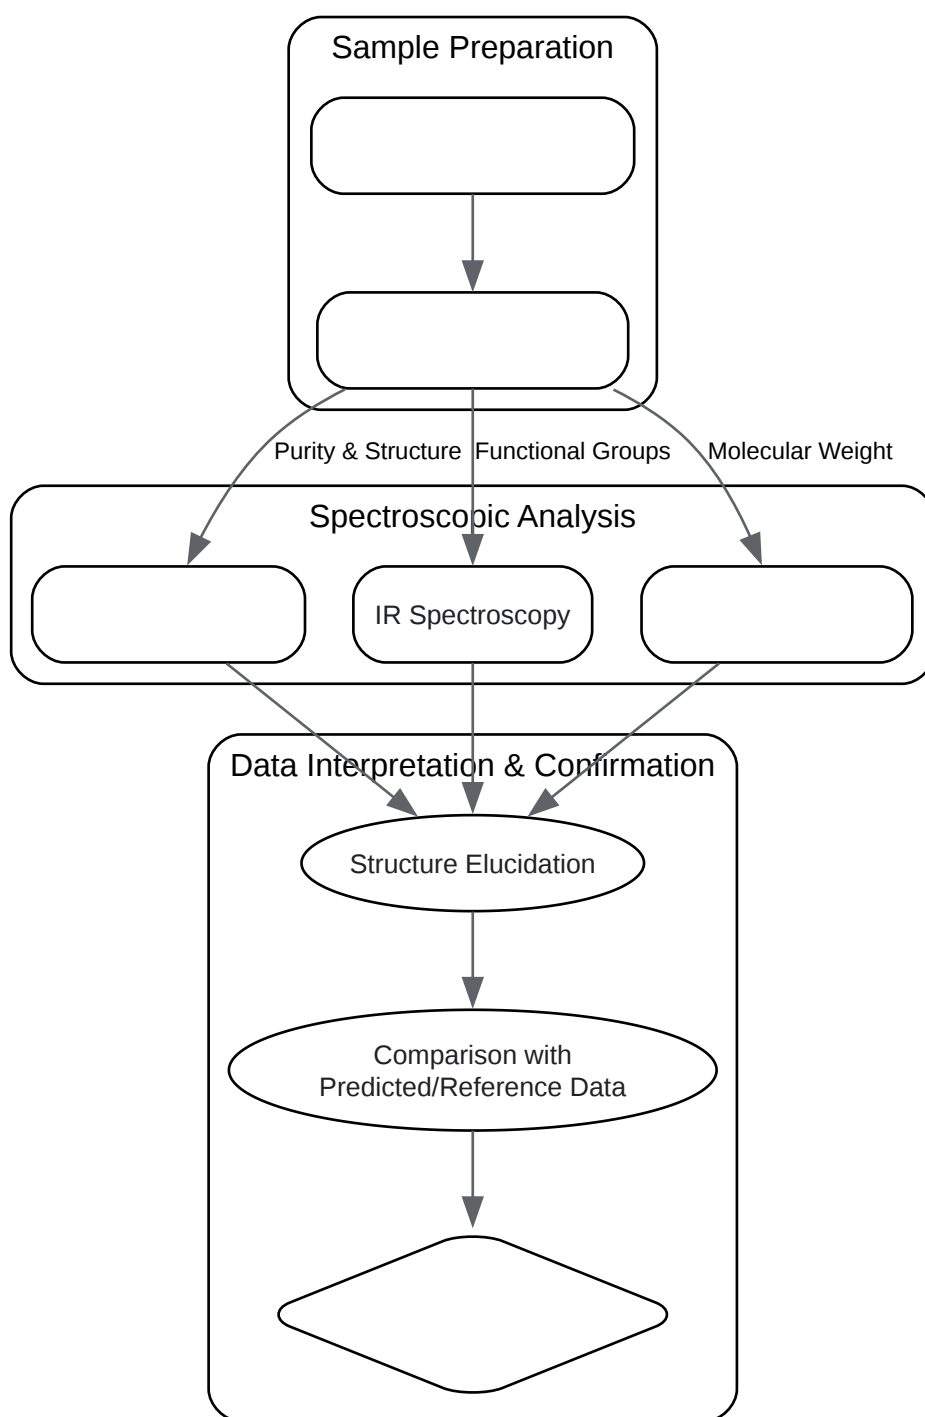 Sample Preparation
Purity & Structure
Functional Groups
Molecular Weight
Spectroscopic Analysis
IR Spectroscopy
Data Interpretation & Confirmation
Structure Elucidation
Comparison with
Predicted/Reference Data